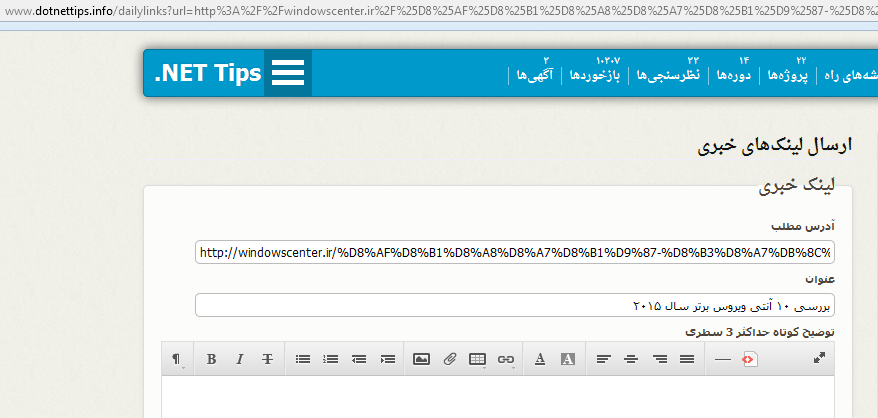 www.dotnettips.info/dailylinks?url=http%3A%2F%2Fwindowscenter.ir%2F%25D8%25AF%25D8%25B1%25D8%25A8%25D8%25A7%25D8%25B1%25D9%2587-%25D8%2
.NET Tips
شه‌های راه پروژه‌ها ۲۲ دوره‌ها ۱۴ نظرسنجی‌ها ۳۳ بازخوردها ۱۰۳۰۷ آگهی‌ها ۳
ارسال لینک‌های خبری
لینک خبری
آدرس مطلب
http://windowscenter.ir/%D8%AF%D8%B1%D8%A8%D8%A7%D8%B1%D9%87-%D8%B3%D8%A7%DB%8C%
عنوان
بررسی ۱۰ آنتی ویروس برتر سال ۲۰۱۵
توضیح کوتاه حداکثر 3 سطری